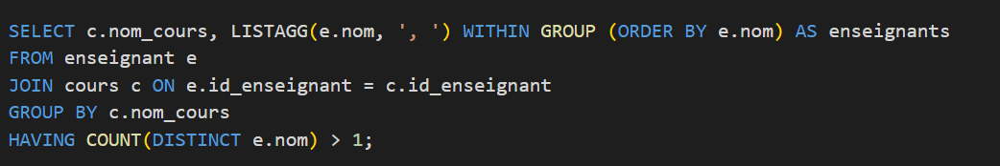 SELECT c.nom_cours, LISTAGG(e.nom, ', ') WITHIN GROUP (ORDER BY e.nom) AS enseignants
FROM enseignant e
JOIN cours c ON e.id_enseignant = c.id_enseignant
GROUP BY c.nom_cours
HAVING COUNT(DISTINCT e.nom) > 1;